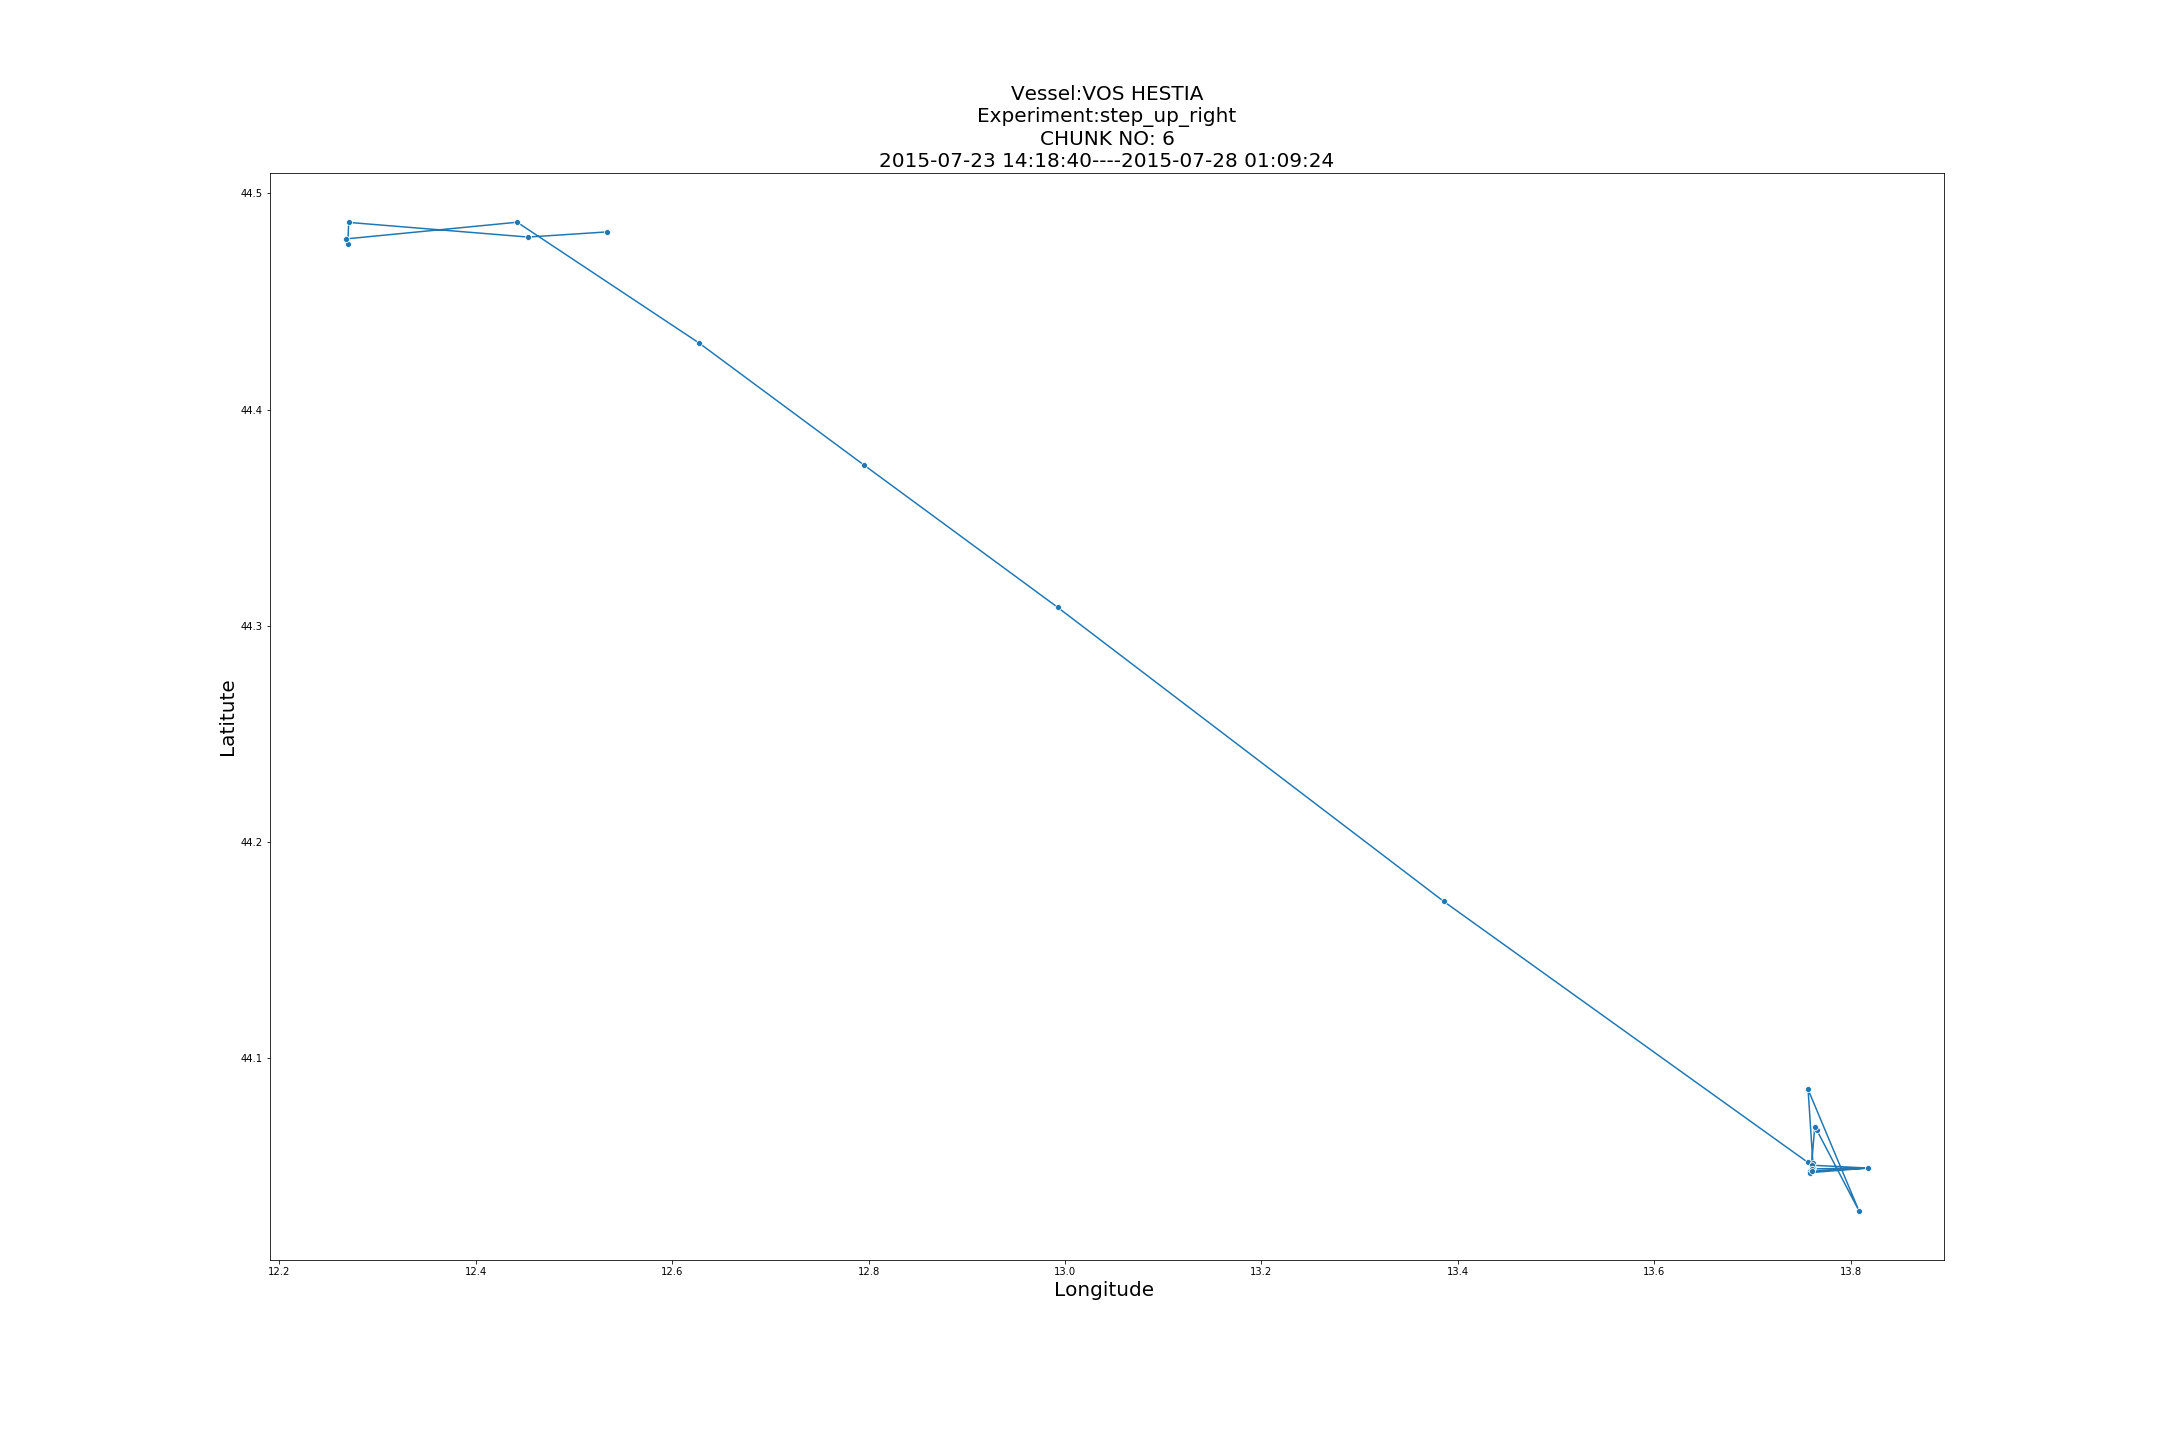 Vessel:VOS HESTIA
Experiment:step_up_right
CHUNK NO: 6
2015-07-23 14:18:40----2015-07-28 01:09:24
44.5
44.4
44.3
44.2
44.1
Latitute
12.2 12.4 12.6 12.8 13.0 13.2 13.4 13.6 13.8
Longitude